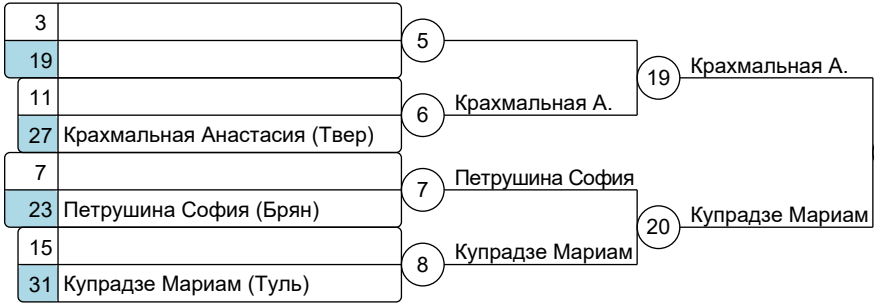 3
19
5
11
27 Крахмальная Анастасия (Твер)
6
Крахмальная А.
19
Крахмальная А.
7
23 Петрушина София (Брян)
7
Петрушина София
15
31 Купрадзе Мариам (Туль)
8
Купрадзе Мариам
20
Купрадзе Мариам